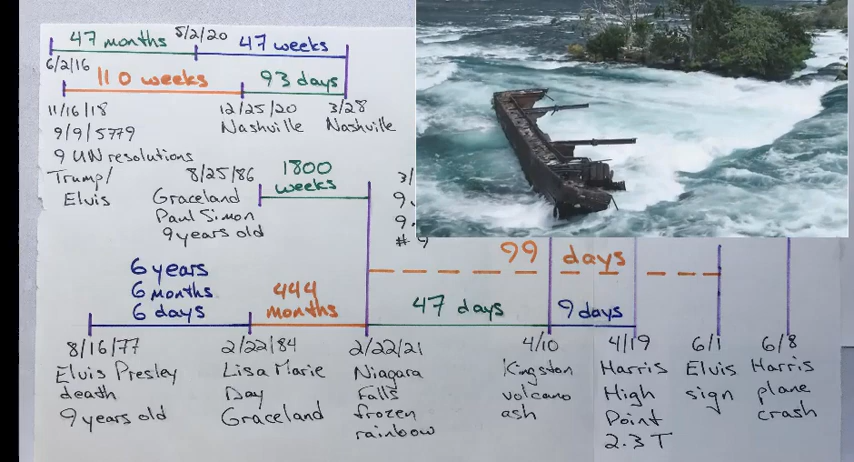 47 months 5/2/20 47 weeks
6/2/16
110 weeks 93 days
11/16/18 12/25/20 3/28
9/9/5779 Nashville Nashville
9 UN resolutions
Trump/
Elvis
8/25/86 1800
weeks
Graceland
Paul Simon
9 years old
3/
9
9.
# 9
99 days
6 years
6 months
6 days
444
months
47 days 9 days
8/16/77
Elvis Presley
death
9 years old
2/22/84
Lisa Marie
Day
Graceland
2/22/21
Niagara
Falls
frozen
rainbow
4/10
Kingston
volcano
ash
4/19
Harris
High
Point
2.3 T
6/1
Elvis
sign
6/8
Harris
plane
crash